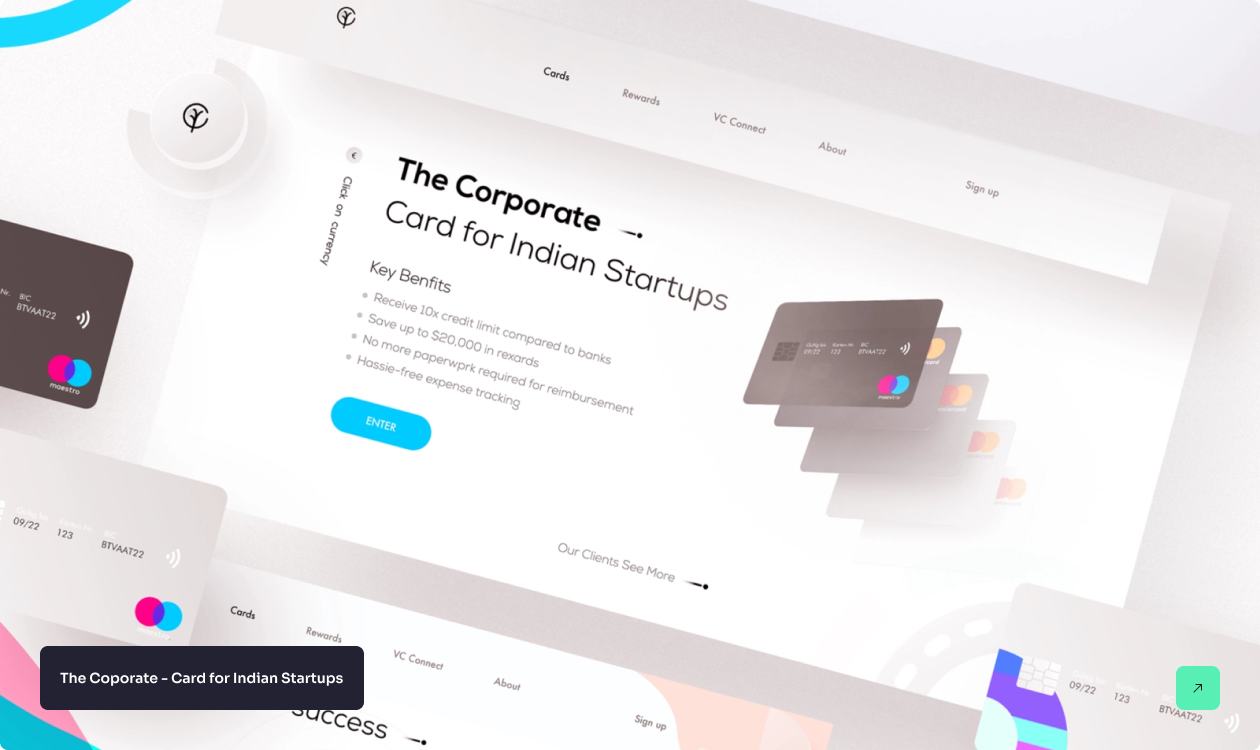 Cards
Rewards
VC Connect
About
Sign up
€
Click on currency
The Corporate
Card for Indian Startups
Key Benfits
Receive 10x credit limit compared to banks
Save up to $20,000 in rexards
No more paperwprk required for reimbursement
Hassie-free expense tracking
ENTER
Our Clients See More
BIC
BTVAAT22
maestro
09/22 123 BTVAAT22
BIC
09/22 123 BTVAAT22
maestro
Cards
Rewards
VC Connect
About
Sign up
success
09/22 123 BTVAAT22
The Coporate - Card for Indian Startups